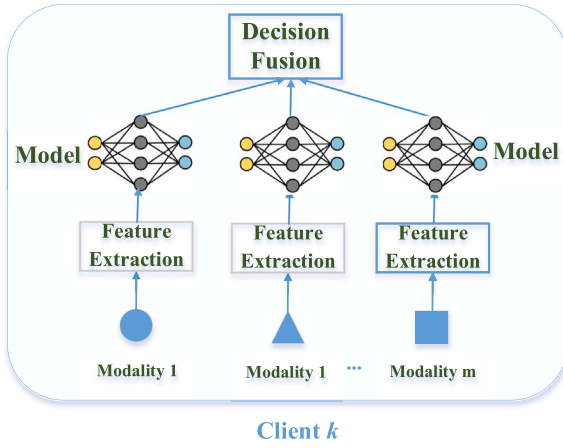 Decision
Fusion
Model
Model
Feature
Extraction
Feature
Extraction
Feature
Extraction
Modality 1
Modality 1
...
Modality m
Client k